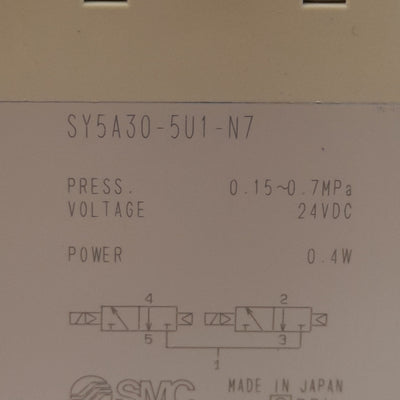 SY5A30-5U1-N7
PRESS. 0.15~0.7MPa
VOLTAGE 24VDC
POWER 0.4W
4 2
5 3
1
SMC MADE IN JAPAN